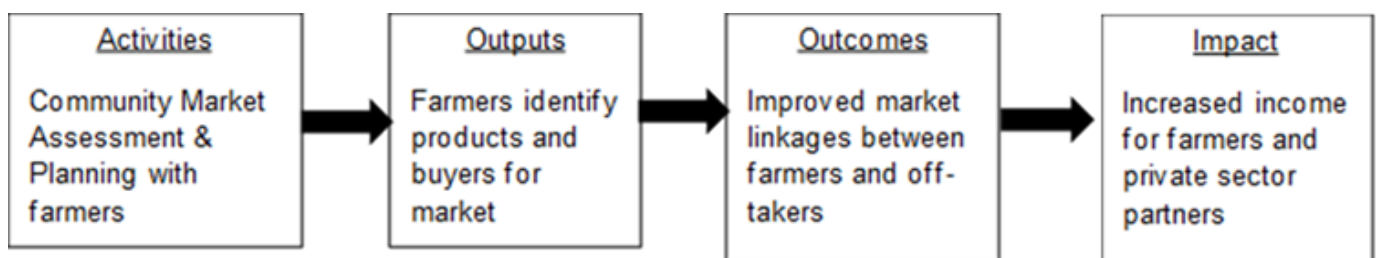 Activities
Community Market
Assessment &
Planning with
farmers
Outputs
Farmers identify
products and
buyers for
market
Outcomes
Improved market
linkages between
farmers and off-
takers
Impact
Increased income
for farmers and
private sector
partners